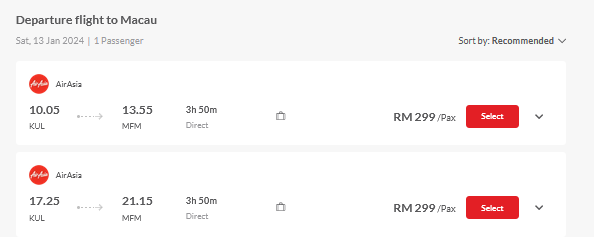 Departure flight to Macau
Sat, 13 Jan 2024 | 1 Passenger
Sort by: Recommended
AirAsia
AirAsia
10.05
13.55
3h 50m
RM 299 /Pax
Select
KUL
MFM
Direct
AirAsia
AirAsia
17.25
21.15
3h 50m
RM 299 /Pax
Select
KUL
MFM
Direct